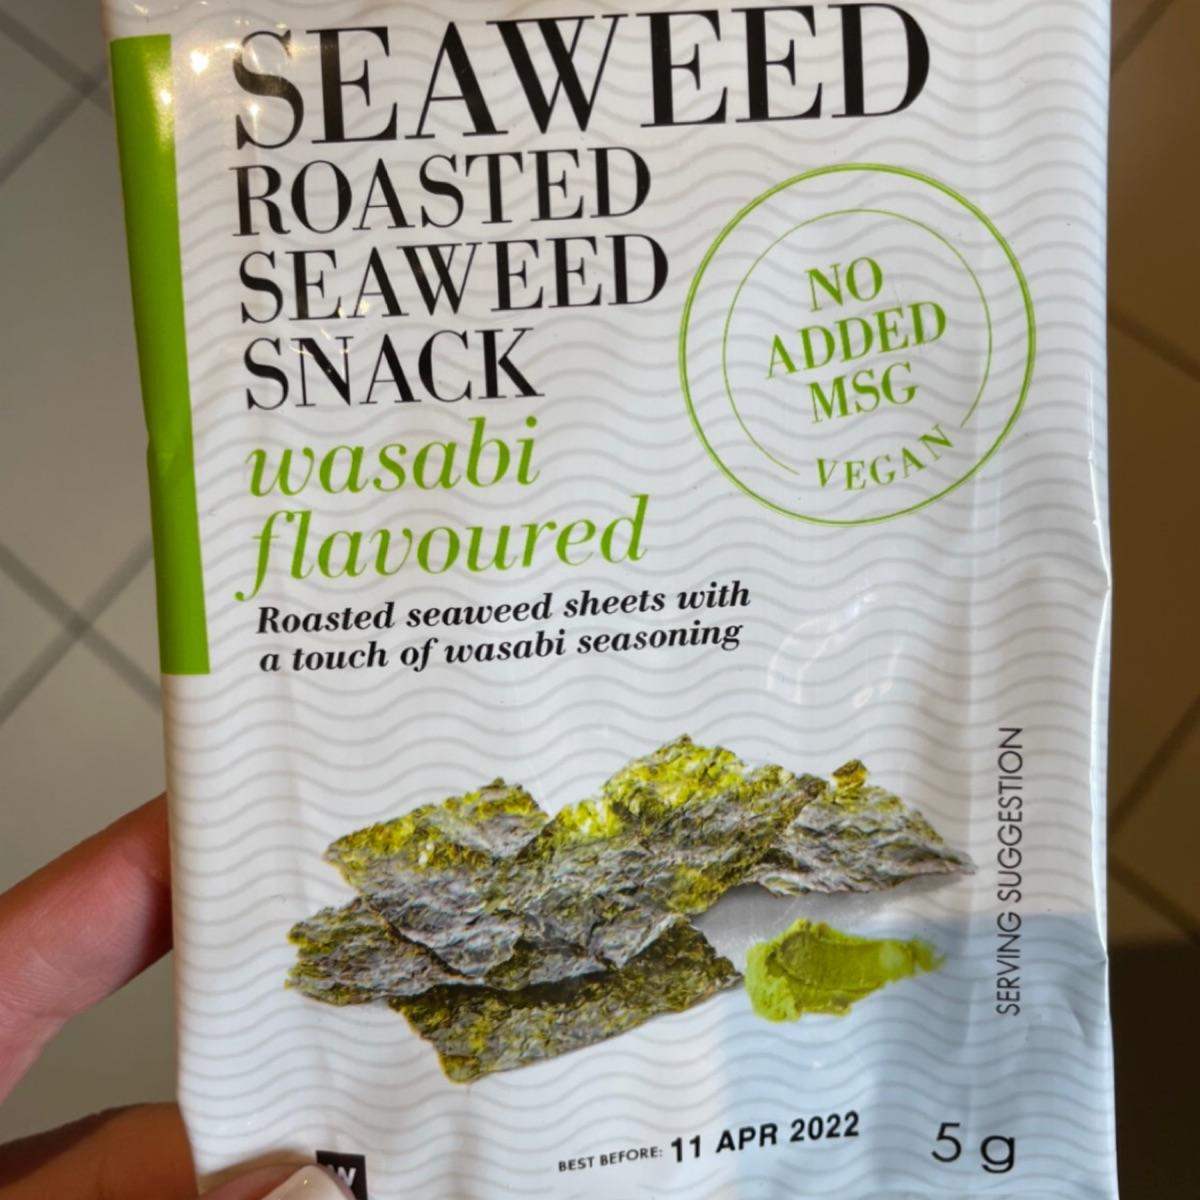 SEAWEED
ROASTED
SEAWEED
SNACK
wasabi
flavoured
Roasted seaweed sheets with
a touch of wasabi seasoning
NO
ADDED
MSG
VEGAN
SERVING SUGGESTION
BEST BEFORE: 11 APR 2022
5 g